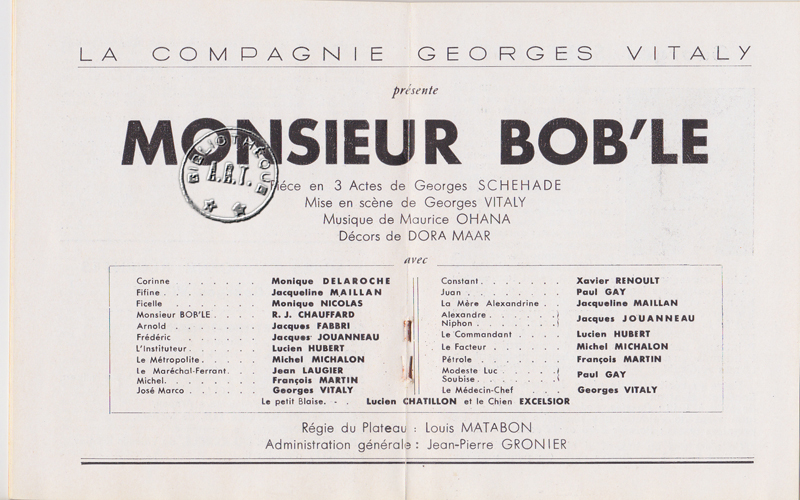 LA COMPAGNIE GEORGES VITALY
présente
MONSIEUR BOB'LE
BIBLIOTHEQUE
A.R.T.
Piéce en 3 Actes de Georges SCHEHADE
Mise en scène de Georges VITALY
Musique de Maurice OHANA
Décors de DORA MAAR
avec
Corinne . . . . . . . Monique DELAROCHE
Fifine . . . . . . . Jacqueline MAILLAN
Ficelle . . . . . . . Monique NICOLAS
Monsieur BOB'LE . . . . R. J. CHAUFFARD
Arnold . . . . . . . Jacques FABBRI
Frédéric . . . . . . . Jacques JOUANNEAU
L'Instituteur . . . . . Lucien HUBERT
Le Métropolite . . . . . Michel MICHALON
Le Maréchal-Ferrant . . . Jean LAUGIER
Michel . . . . . . . François MARTIN
José Marco . . . . . . Georges VITALY
Constant . . . . . . . Xavier RENOULT
Juan . . . . . . . Paul GAY
La Mère Alexandrine . . Jacqueline MAILLAN
Alexandre . . . . . .
Niphon . . . . . . . Jacques JOUANNEAU
Le Commandant . . . . Lucien HUBERT
Le Facteur . . . . . Michel MICHALON
Pétrole . . . . . . . François MARTIN
Modeste Luc . . . . .
Soubise . . . . . . . Paul GAY
Le Médecin-Chef . . . Georges VITALY
Le petit Blaise . . . Lucien CHATILLON et le Chien EXCELSIOR
Régie du Plateau : Louis MATABON
Administration générale : Jean-Pierre GRONIER